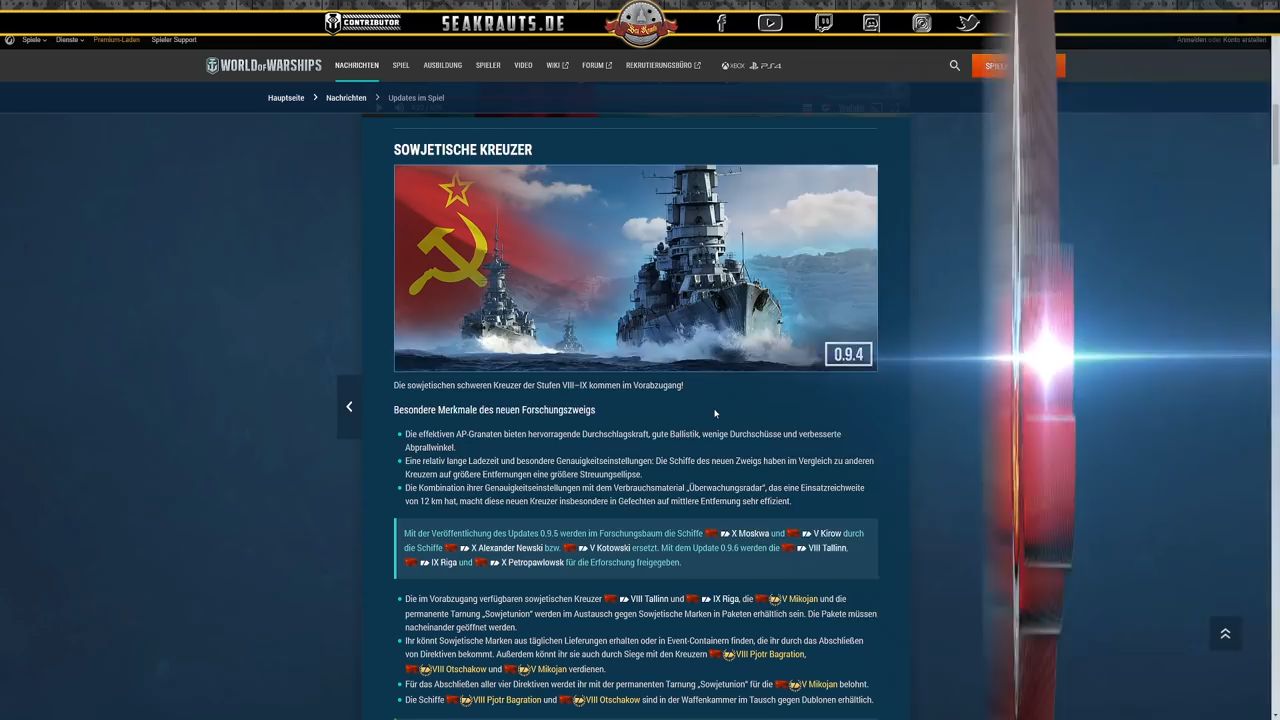 CONTRIBUTOR
SEAKRAUTS.DE
Sea Krauts
Spiele
Dienste
Premium-Laden
Spieler Support
Anmelden oder Konto erstellen
WORLD OF WARSHIPS
NACHRICHTEN
SPIEL
AUSBILDUNG
SPIELER
VIDEO
WIKI
FORUM
REKRUTIERUNGSBÜRO
XBOX
PS4
Hauptseite > Nachrichten > Updates im Spiel
YouTube
SOWJETISCHE KREUZER
0.9.4
Die sowjetischen schweren Kreuzer der Stufen VIII–IX kommen im Vorabzugang!
Besondere Merkmale des neuen Forschungszweigs
Die effektiven AP-Granaten bieten hervorragende Durchschlagskraft, gute Ballistik, wenige Durchschüsse und verbesserte
Abprallwinkel.
Eine relativ lange Ladezeit und besondere Genauigkeitseinstellungen: Die Schiffe des neuen Zweigs haben im Vergleich zu anderen
Kreuzern auf größere Entfernungen eine größere Streuungsellipse.
Die Kombination ihrer Genauigkeitseinstellungen mit dem Verbrauchsmaterial „Überwachungsradar“, das eine Einsatzreichweite
von 12 km hat, macht diese neuen Kreuzer insbesondere in Gefechten auf mittlere Entfernung sehr effizient.
Mit der Veröffentlichung des Updates 0.9.5 werden im Forschungsbaum die Schiffe X Moskwa und V Kirow durch
die Schiffe X Alexander Newski bzw. V Kotowski ersetzt. Mit dem Update 0.9.6 werden die VIII Tallinn,
IX Riga und X Petropawlowsk für die Erforschung freigegeben.
Die im Vorabzugang verfügbaren sowjetischen Kreuzer VIII Tallinn und IX Riga, die V Mikojan und die
permanente Tarnung „Sowjetunion“ werden im Austausch gegen Sowjetische Marken in Paketen erhältlich sein. Die Pakete müssen
nacheinander geöffnet werden.
Ihr könnt Sowjetische Marken aus täglichen Lieferungen erhalten oder in Event-Containern finden, die ihr durch das Abschließen
von Direktiven bekommt. Außerdem könnt ihr sie auch durch Siege mit den Kreuzern VIII Pjotr Bagration,
VIII Otschakow und V Mikojan verdienen.
Für das Abschließen aller vier Direktiven werdet ihr mit der permanenten Tarnung „Sowjetunion“ für die V Mikojan belohnt.
Die Schiffe VIII Pjotr Bagration und VIII Otschakow sind in der Waffenkammer im Tausch gegen Dublonen erhältlich.